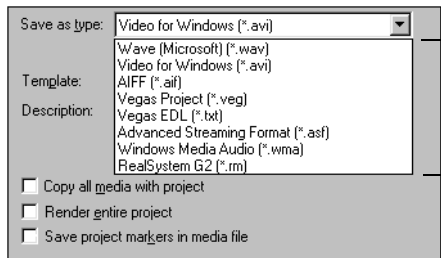 Save as type: Video for Windows (*.avi)
Wave (Microsoft) (*.wav)
Video for Windows (*.avi)
Template: AIFF (*.aif)
Vegas Project (*.veg)
Description: Vegas EDL (*.txt)
Advanced Streaming Format (*.asf)
Windows Media Audio (*.wma)
RealSystem G2 (*.rm)
Copy all media with project
Render entire project
Save project markers in media file